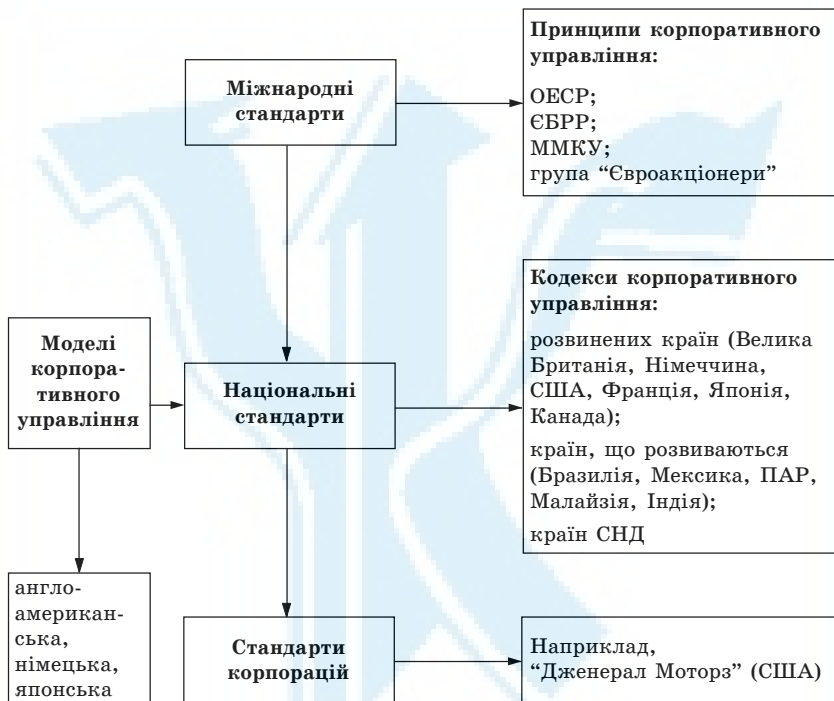 Міжнародні
стандарти
Принципи корпоративного
управління:
ОЕСР;
ЄБРР;
ММКУ;
група “Євроакціонери”
Моделі
корпора-
тивного
управління
Національні
стандарти
Кодекси корпоративного
управління:
розвинених країн (Велика
Британія, Німеччина,
США, Франція, Японія,
Канада);
країн, що розвиваються
(Бразилія, Мексика, ПАР,
Малайзія, Індія);
країн СНД
англо-
американ-
ська,
німецька,
японська
Стандарти
корпорацій
Наприклад,
“Дженерал Моторз” (США)